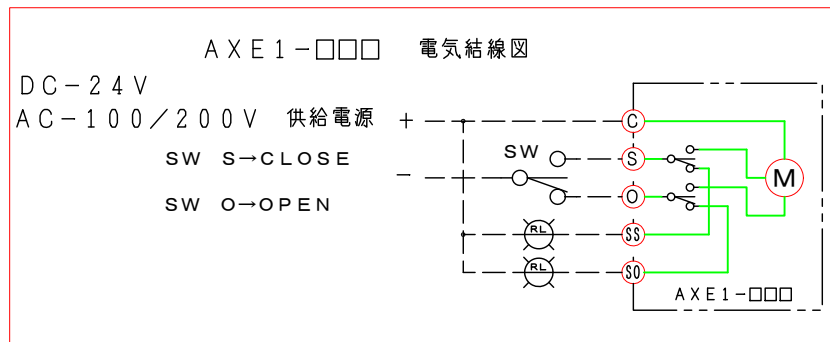 AXE1-□□□ 電気結線図
DC-24V
AC-100/200V 供給電源 + C
SW S→CLOSE SW S
- M
SW O→OPEN O
RL SS
RL SO
AXE1-□□□